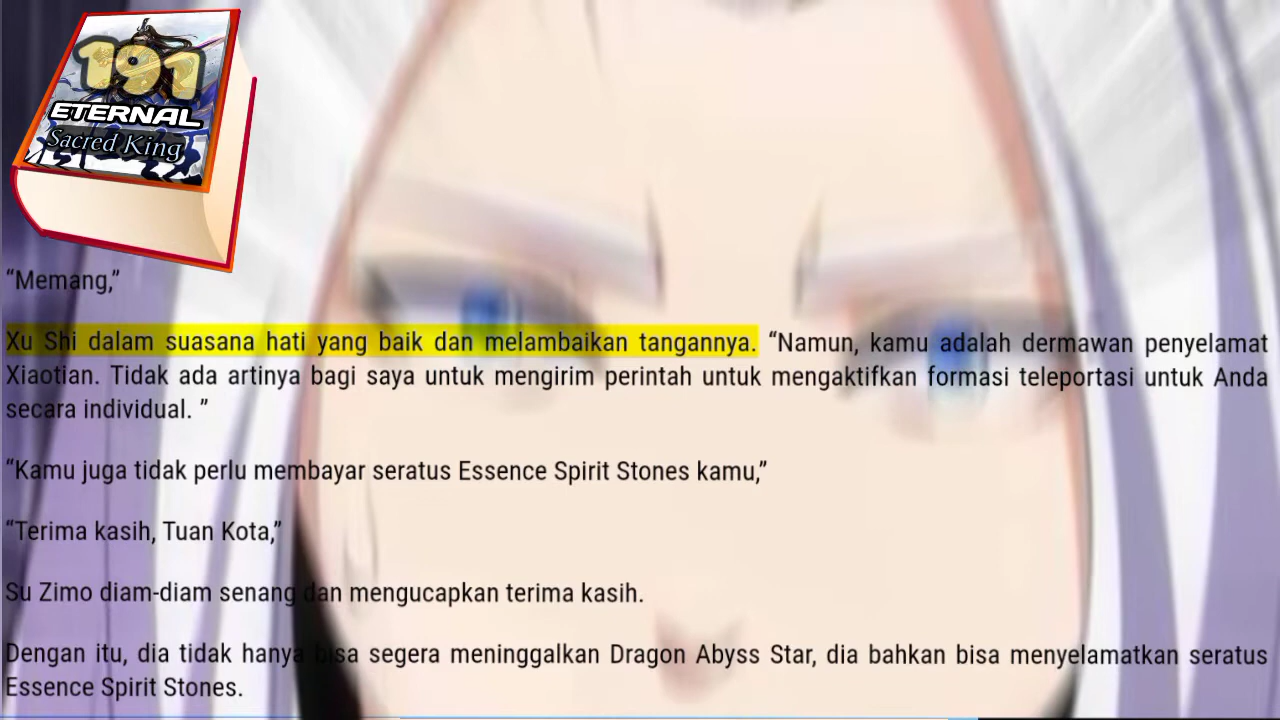 191
ETERNAL
Sacred King
“Memang,”
Xu Shi dalam suasana hati yang baik dan melambaikan tangannya. “Namun, kamu adalah dermawan penyelamat
Xiaotian. Tidak ada artinya bagi saya untuk mengirim perintah untuk mengaktifkan formasi teleportasi untuk Anda
secara individual. ”
“Kamu juga tidak perlu membayar seratus Essence Spirit Stones kamu,”
“Terima kasih, Tuan Kota,”
Su Zimo diam-diam senang dan mengucapkan terima kasih.
Dengan itu, dia tidak hanya bisa segera meninggalkan Dragon Abyss Star, dia bahkan bisa menyelamatkan seratus
Essence Spirit Stones.